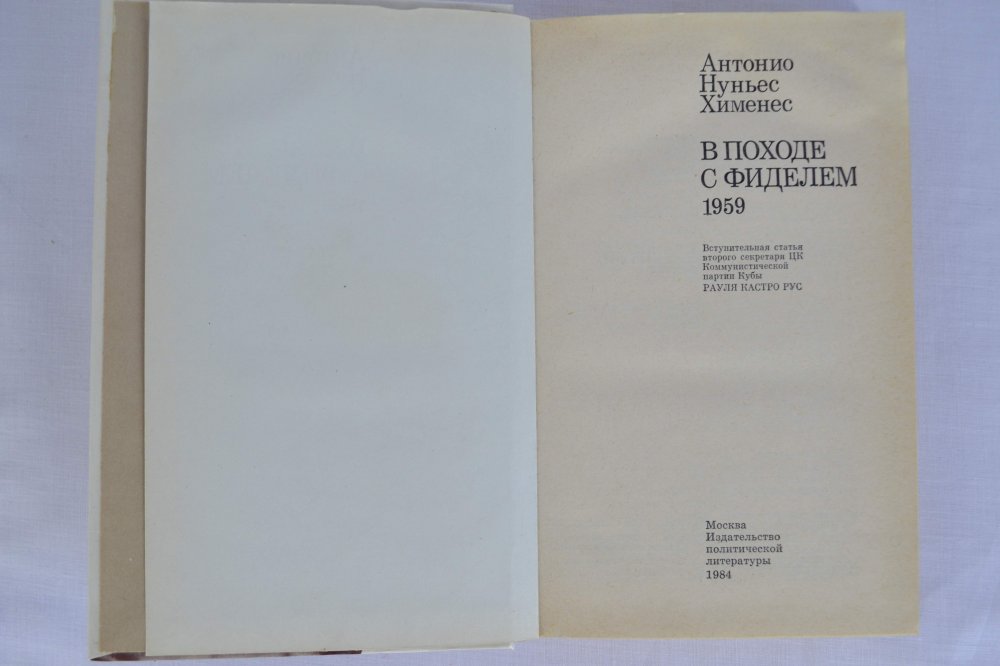 Антонио
Нуньес
Хименес
В ПОХОДЕ
С ФИДЕЛЕМ
1959
Вступительная статья
второго секретаря ЦК
Коммунистической
партии Кубы
РАУЛЯ КАСТРО РУС
Москва
Издательство
политической
литературы
1984